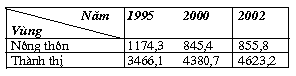 Năm 1995 2000 2002
Vùng
Nông thôn 1174,3 845,4 855,8
Thành thị 3466,1 4380,7 4623,2